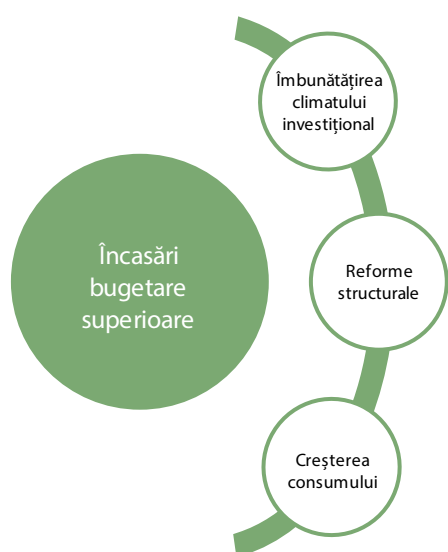 Îmbunătățirea
climatului
investițional
Încasări
bugetare
superioare
Reforme
structurale
Creșterea
consumului